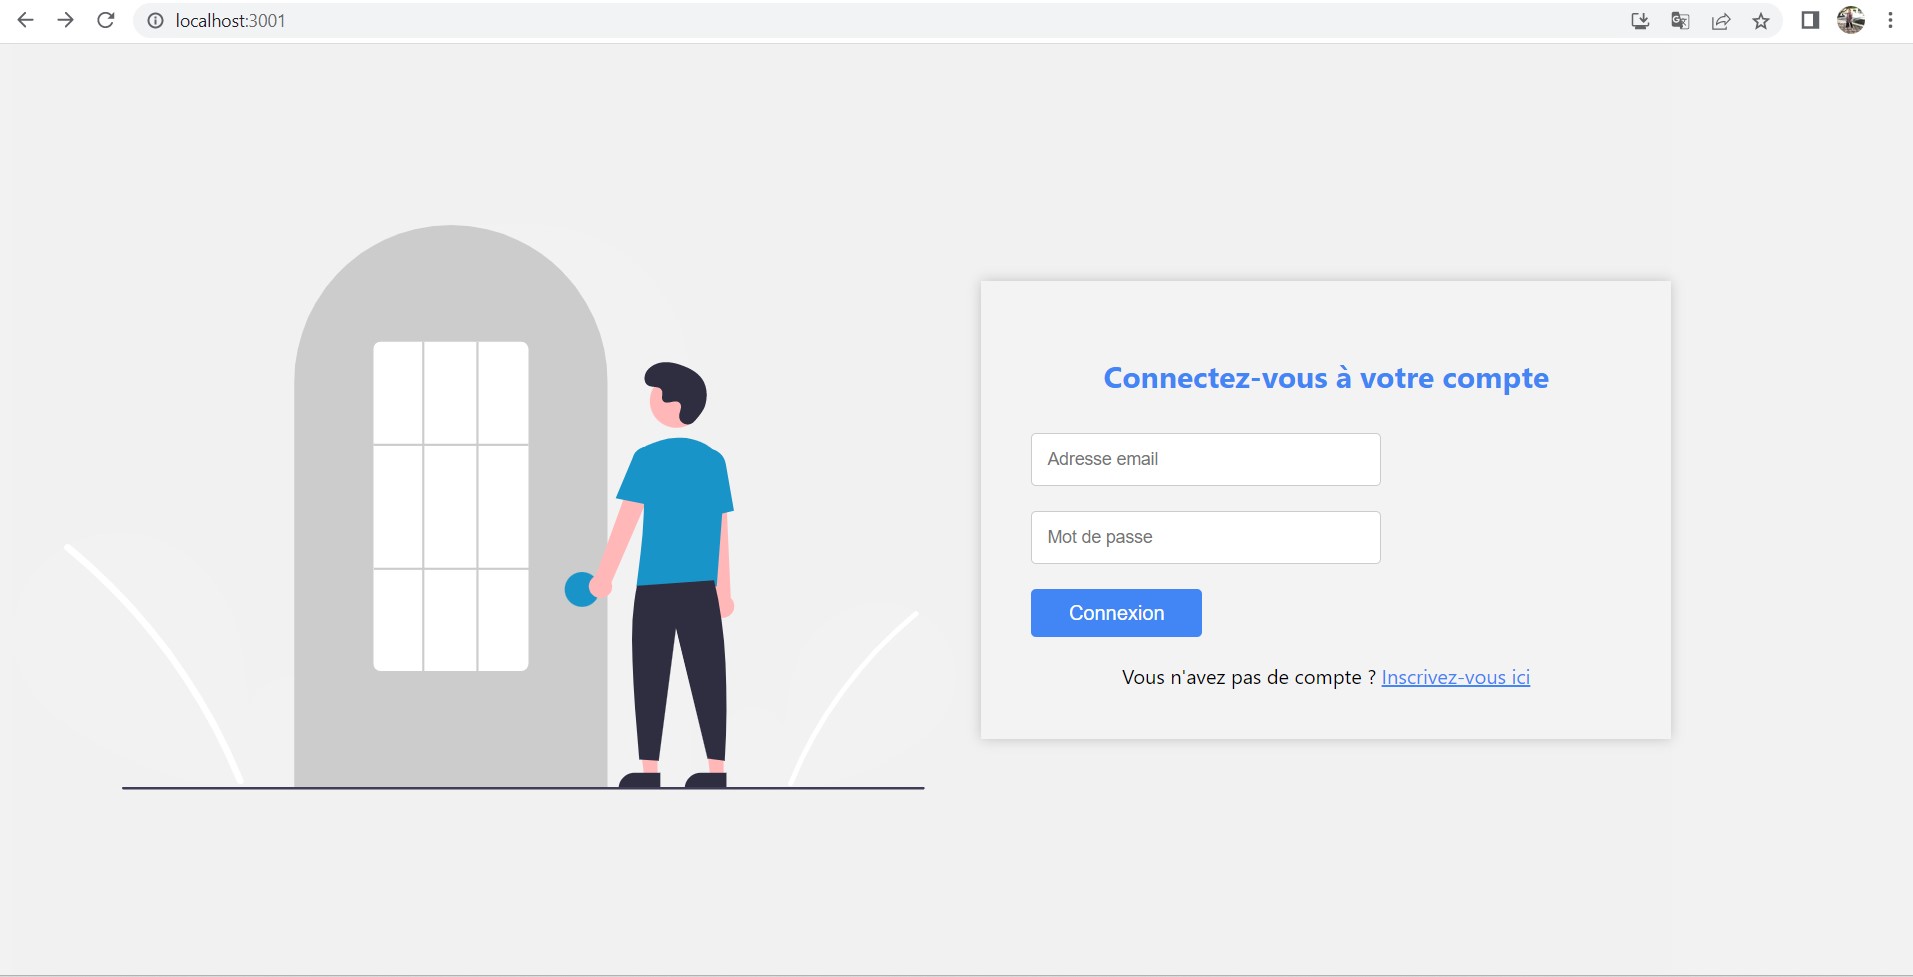 localhost:3001
Connectez-vous à votre compte
Adresse email
Mot de passe
Connexion
Vous n'avez pas de compte ? Inscrivez-vous ici